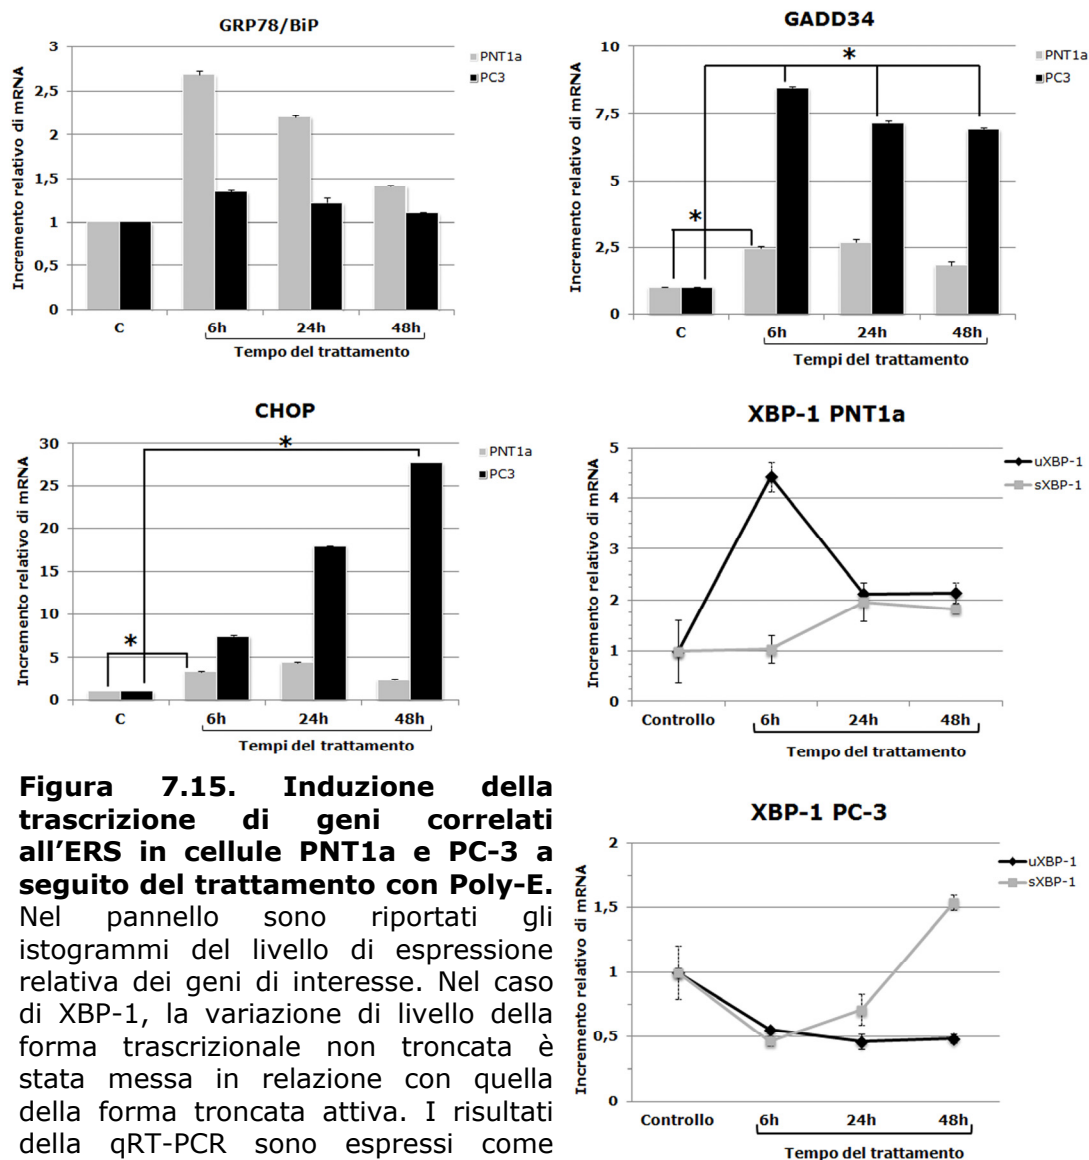 GRP78/BiP
3
2,5
2
1,5
1
0,5
0
Incremento relativo di mRNA
PNT1a
PC3
C 6h 24h 48h
Tempo del trattamento
GADD34
10
7,5
5
2,5
0
Incremento relativo di mRNA
PNT1a
PC3
*
*
C 6h 24h 48h
Tempi del trattamento
CHOP
30
25
20
15
10
5
0
Incremento relativo di mRNA
PNT1a
PC3
*
*
C 6h 24h 48h
Tempi del trattamento
XBP-1 PNT1a
5
4
3
2
1
0
Incremento relativo di mRNA
uXBP-1
sXBP-1
Controllo 6h 24h 48h
Tempo del trattamento
Figura 7.15. Induzione della
trascrizione di geni correlati
all’ERS in cellule PNT1a e PC-3 a
seguito del trattamento con Poly-E.
Nel pannello sono riportati gli
istogrammi del livello di espressione
relativa dei geni di interesse. Nel caso
di XBP-1, la variazione di livello della
forma trascrizionale non troncata è
stata messa in relazione con quella
della forma troncata attiva. I risultati
della qRT-PCR sono espressi come
XBP-1 PC-3
2
1,5
1
0,5
0
Incremento relativo di mRNA
uXBP-1
sXBP-1
Controllo 6h 24h 48h
Tempo del trattamento